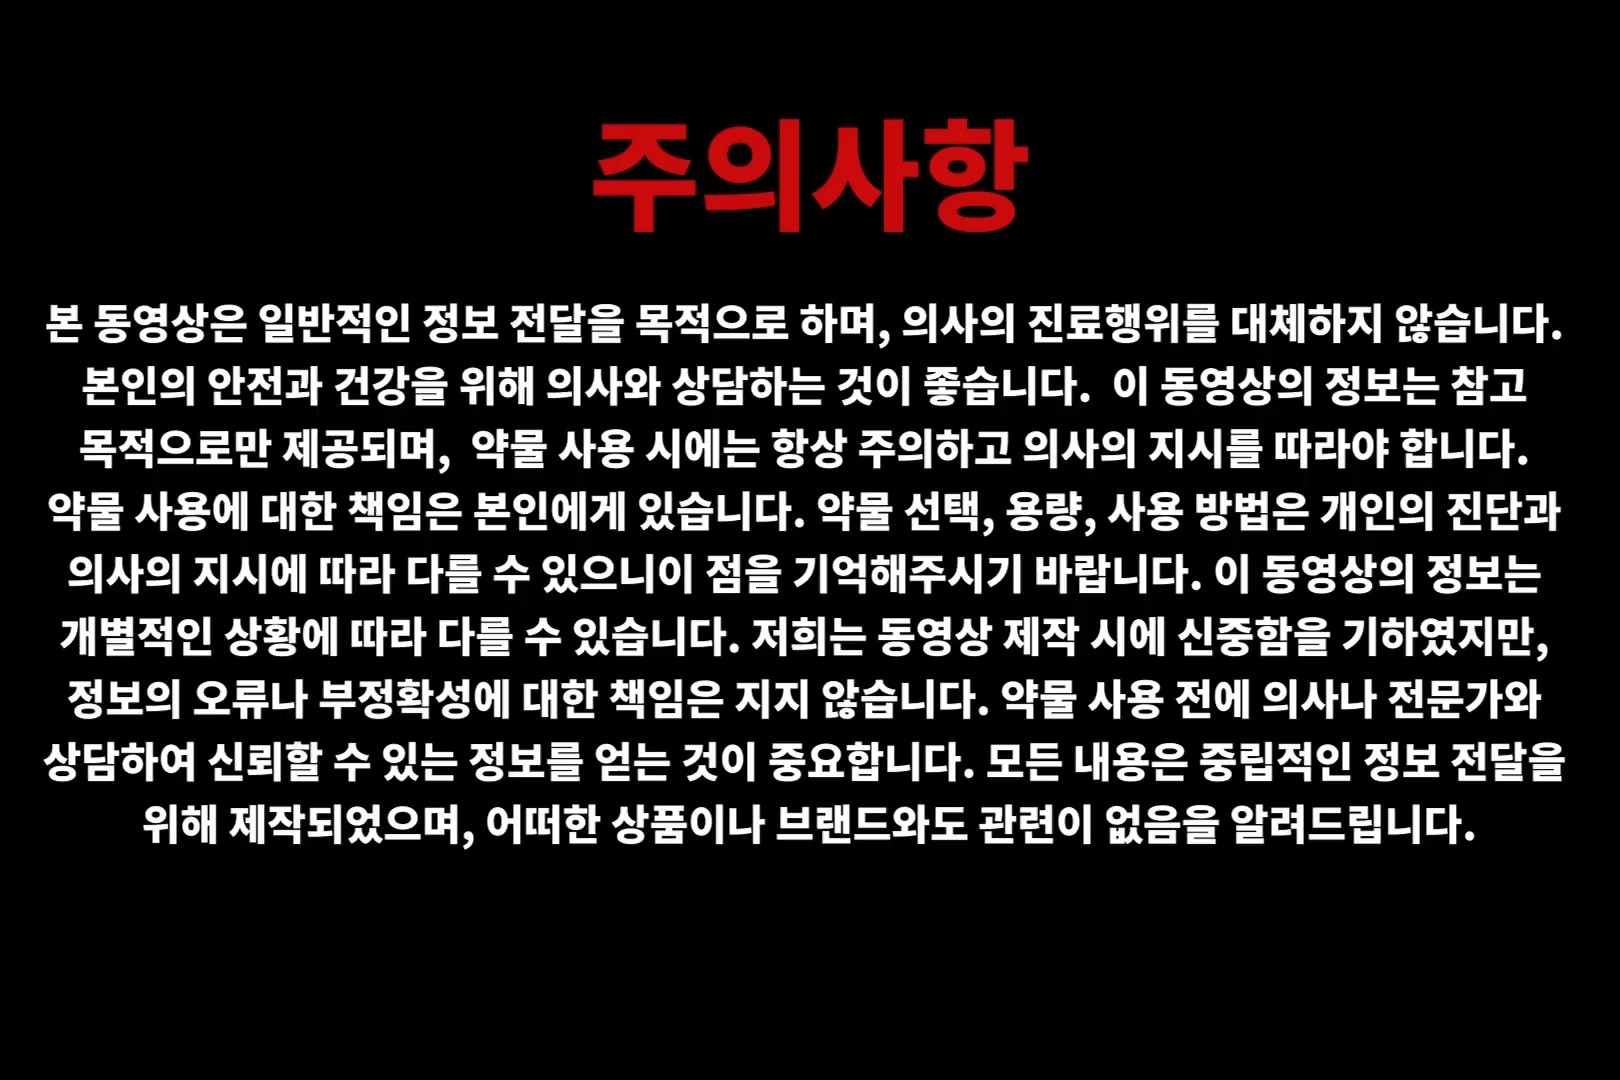 주의사항
본 동영상은 일반적인 정보 전달을 목적으로 하며, 의사의 진료행위를 대체하지 않습니다.
본인의 안전과 건강을 위해 의사와 상담하는 것이 좋습니다. 이 동영상의 정보는 참고
목적으로만 제공되며, 약물 사용 시에는 항상 주의하고 의사의 지시를 따라야 합니다.
약물 사용에 대한 책임은 본인에게 있습니다. 약물 선택, 용량, 사용 방법은 개인의 진단과
의사의 지시에 따라 다를 수 있으니이 점을 기억해주시기 바랍니다. 이 동영상의 정보는
개별적인 상황에 따라 다를 수 있습니다. 저희는 동영상 제작 시에 신중함을 기하였지만,
정보의 오류나 부정확성에 대한 책임은 지지 않습니다. 약물 사용 전에 의사나 전문가와
상담하여 신뢰할 수 있는 정보를 얻는 것이 중요합니다. 모든 내용은 중립적인 정보 전달을
위해 제작되었으며, 어떠한 상품이나 브랜드와도 관련이 없음을 알려드립니다.